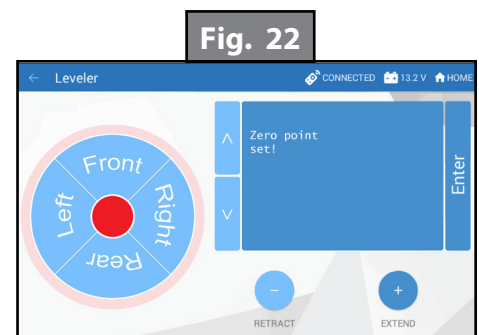 Fig. 22
← Leveler CONNECTED 13.2 V HOME
Front
Left
Right
Rear
Zero point
set!
Enter
− +
RETRACT EXTEND